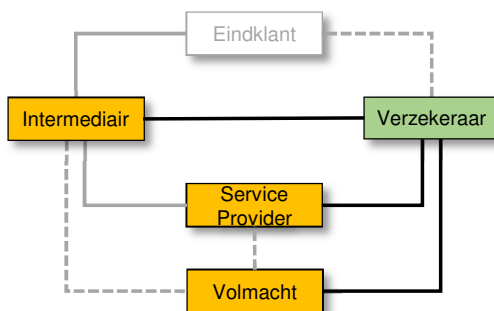 Eindklant
Intermediair
Verzekeraar
Service
Provider
Volmacht